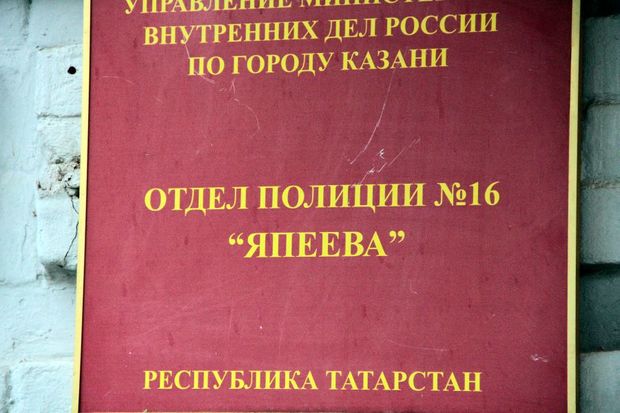 УПРАВЛЕНИЕ
ВНУТРЕННИХ ДЕЛ РОССИИ
ПО ГОРОДУ КАЗАНИ
ОТДЕЛ ПОЛИЦИИ №16
“ЯПЕЕВА”
РЕСПУБЛИКА ТАТАРСТАН